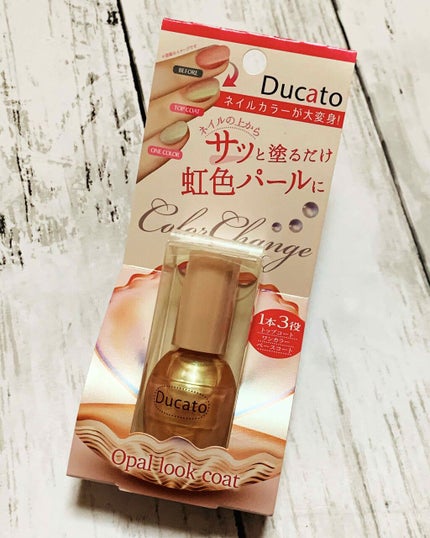 BEFORE
TOP COAT
ONE COLOR
Ducato
ネイルカラーが大変身!
ネイルの上から
サッと塗るだけ
虹色パールに
Color Change
1本3役
トップコート
ワンカラー
ベースコート
Ducato
Opal look coat